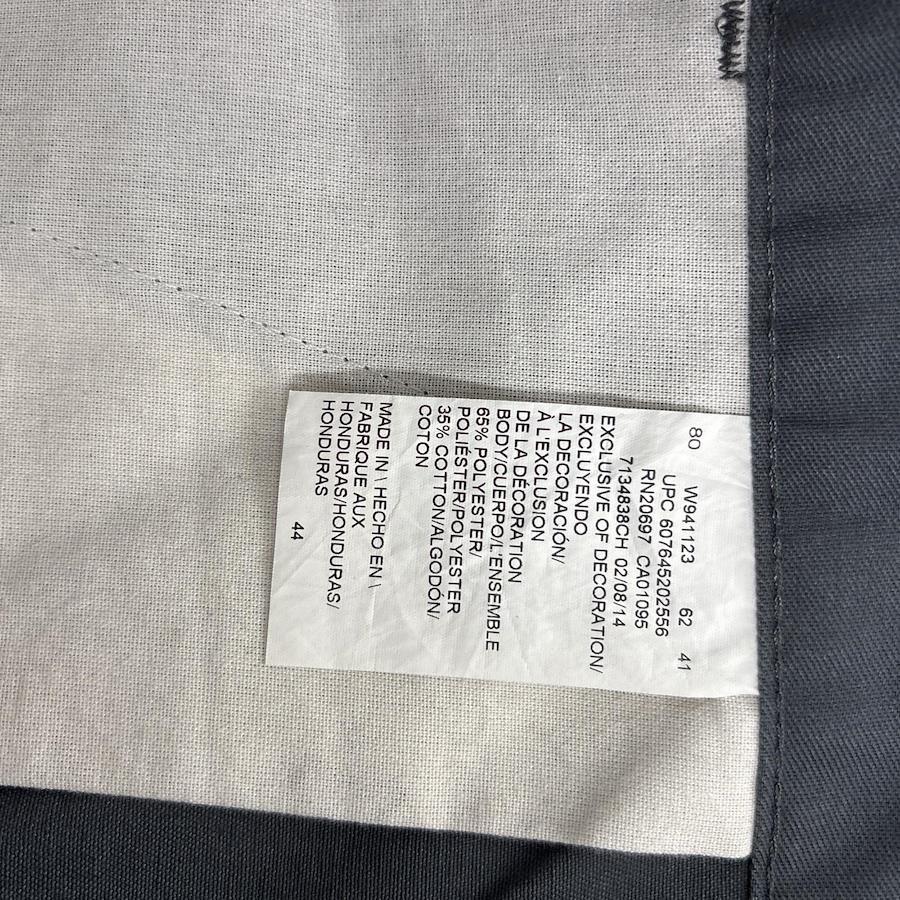 80 W941123 62 41
UPC 607645202556
RN20697 CA01095
7134838CH 02/08/14
EXCLUSIVE OF DECORATION/
EXCLUYENDO
LA DECORACIÓN/
À L'EXCLUSION
DE LA DÉCORATION
BODY/CUERPO/L'ENSEMBLE
65% POLYESTER/
POLIÉSTER/POLYESTER
35% COTTON/ALGODÓN/
COTON
MADE IN \ HECHO EN \
FABRIQUE AUX
HONDURAS/HONDURAS/
HONDURAS
44